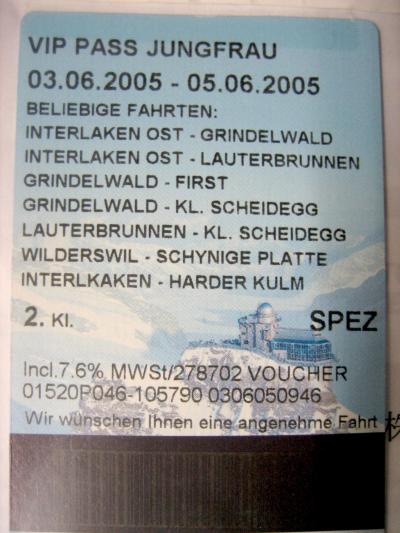 VIP PASS JUNGFRAU
03.06.2005 - 05.06.2005
BELIEBIGE FAHRTEN:
INTERLAKEN OST - GRINDELWALD
INTERLAKEN OST - LAUTERBRUNNEN
GRINDELWALD - FIRST
GRINDELWALD - KL. SCHEIDEGG
LAUTERBRUNNEN - KL. SCHEIDEGG
WILDERSWIL - SCHYNIGE PLATTE
INTERLKAKEN - HARDER KULM
2. Kl. SPEZ
Incl.7.6% MWSt/278702 VOUCHER
01520P046-105790 0306050946
Wir wünschen Ihnen eine angenehme Fahrt
株